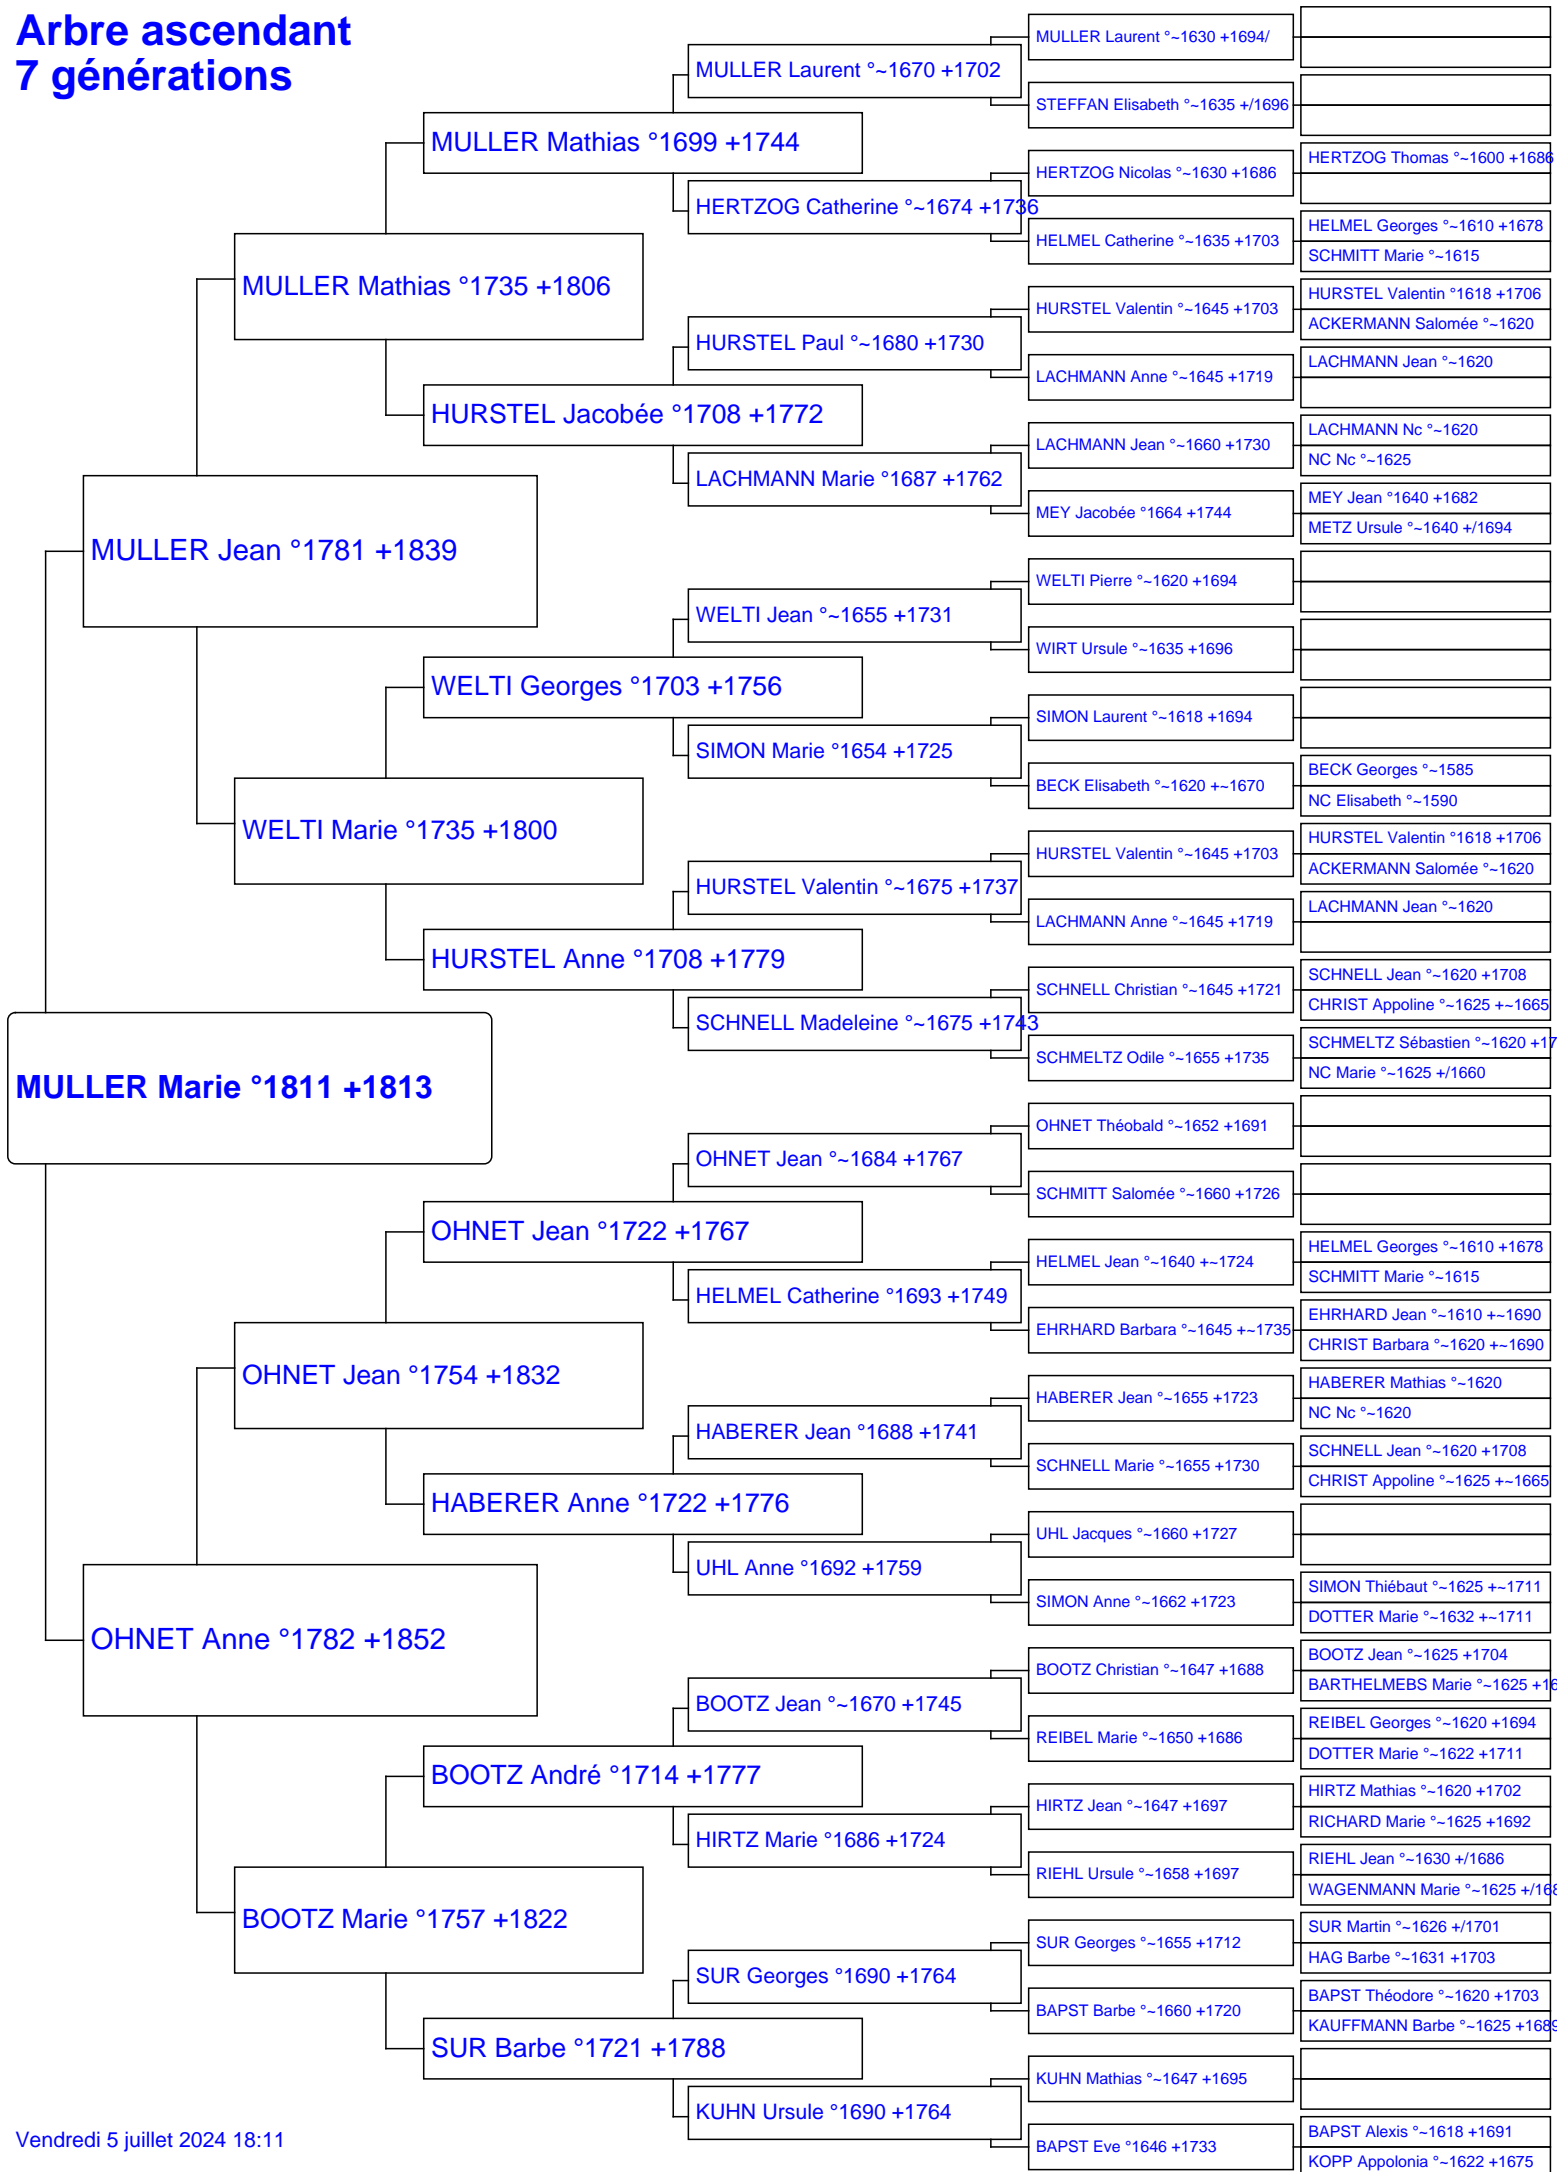 Arbre ascendant
7 générations
MULLER Marie °1811 +1813
MULLER Jean °1781 +1839
OHNET Anne °1782 +1852
MULLER Mathias °1735 +1806
WELTI Marie °1735 +1800
OHNET Jean °1754 +1832
BOOTZ Marie °1757 +1822
MULLER Mathias °1699 +1744
HURSTEL Jacobée °1708 +1772
WELTI Georges °1703 +1756
HURSTEL Anne °1708 +1779
OHNET Jean °1722 +1767
HABERER Anne °1722 +1776
BOOTZ André °1714 +1777
SUR Barbe °1721 +1788
MULLER Laurent °~1670 +1702
HERTZOG Catherine °~1674 +1736
HURSTEL Paul °~1680 +1730
LACHMANN Marie °1687 +1762
WELTI Jean °~1655 +1731
SIMON Marie °1654 +1725
HURSTEL Valentin °~1675 +1737
SCHNELL Madeleine °~1675 +1743
OHNET Jean °~1684 +1767
HELMEL Catherine °1693 +1749
HABERER Jean °1688 +1741
UHL Anne °1692 +1759
BOOTZ Jean °~1670 +1745
HIRTZ Marie °1686 +1724
SUR Georges °1690 +1764
KUHN Ursule °1690 +1764
MULLER Laurent °~1630 +1694/
STEFFAN Elisabeth °~1635 +/1696
HERTZOG Nicolas °~1630 +1686
HELMEL Catherine °~1635 +1703
HURSTEL Valentin °~1645 +1703
LACHMANN Anne °~1645 +1719
LACHMANN Jean °~1660 +1730
MEY Jacobée °1664 +1744
WELTI Pierre °~1620 +1694
WIRT Ursule °~1635 +1696
SIMON Laurent °~1618 +1694
BECK Elisabeth °~1620 +~1670
HURSTEL Valentin °~1645 +1703
LACHMANN Anne °~1645 +1719
SCHNELL Christian °~1645 +1721
SCHMELTZ Odile °~1655 +1735
OHNET Théobald °~1652 +1691
SCHMITT Salomée °~1660 +1726
HELMEL Jean °~1640 +~1724
EHRHARD Barbara °~1645 +~1735
HABERER Jean °~1655 +1723
SCHNELL Marie °~1655 +1730
UHL Jacques °~1660 +1727
SIMON Anne °~1662 +1723
BOOTZ Christian °~1647 +1688
REIBEL Marie °~1650 +1686
HIRTZ Jean °~1647 +1697
RIEHL Ursule °~1658 +1697
SUR Georges °~1655 +1712
BAPST Barbe °~1660 +1720
KUHN Mathias °~1647 +1695
BAPST Eve °1646 +1733
HERTZOG Thomas °~1600 +1686
HELMEL Georges °~1610 +1678
SCHMITT Marie °~1615
HURSTEL Valentin °1618 +1706
ACKERMANN Salomée °~1620
LACHMANN Jean °~1620
LACHMANN Nc °~1620
NC Nc °~1625
MEY Jean °1640 +1682
METZ Ursule °~1640 +/1694
BECK Georges °~1585
NC Elisabeth °~1590
HURSTEL Valentin °1618 +1706
ACKERMANN Salomée °~1620
LACHMANN Jean °~1620
SCHNELL Jean °~1620 +1708
CHRIST Appoline °~1625 +~1665
SCHMELTZ Sébastien °~1620 +17
NC Marie °~1625 +/1660
HELMEL Georges °~1610 +1678
SCHMITT Marie °~1615
EHRHARD Jean °~1610 +~1690
CHRIST Barbara °~1620 +~1690
HABERER Mathias °~1620
NC Nc °~1620
SCHNELL Jean °~1620 +1708
CHRIST Appoline °~1625 +~1665
SIMON Thiébaut °~1625 +~1711
DOTTER Marie °~1632 +~1711
BOOTZ Jean °~1625 +1704
BARTHELMEBS Marie °~1625 +16
REIBEL Georges °~1620 +1694
DOTTER Marie °~1622 +1711
HIRTZ Mathias °~1620 +1702
RICHARD Marie °~1625 +1692
RIEHL Jean °~1630 +/1686
WAGENMANN Marie °~1625 +/168
SUR Martin °~1626 +/1701
HAG Barbe °~1631 +1703
BAPST Théodore °~1620 +1703
KAUFFMANN Barbe °~1625 +1689
BAPST Alexis °~1618 +1691
KOPP Appolonia °~1622 +1675
Vendredi 5 juillet 2024 18:11